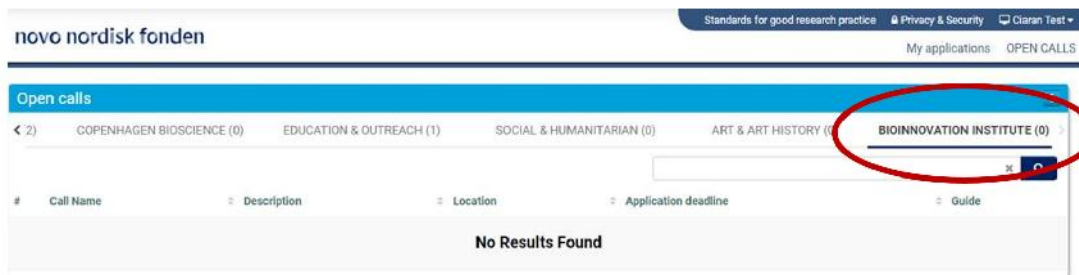 Standards for good research practice Privacy & Security Ciaran Test
novo nordisk fonden
My applications OPEN CALLS
Open calls
2) COPENHAGEN BIOSCIENCE (0) EDUCATION & OUTREACH (1) SOCIAL & HUMANITARIAN (0) ART & ART HISTORY (0 BIOINNOVATION INSTITUTE (0)
# Call Name Description Location Application deadline Guide
No Results Found